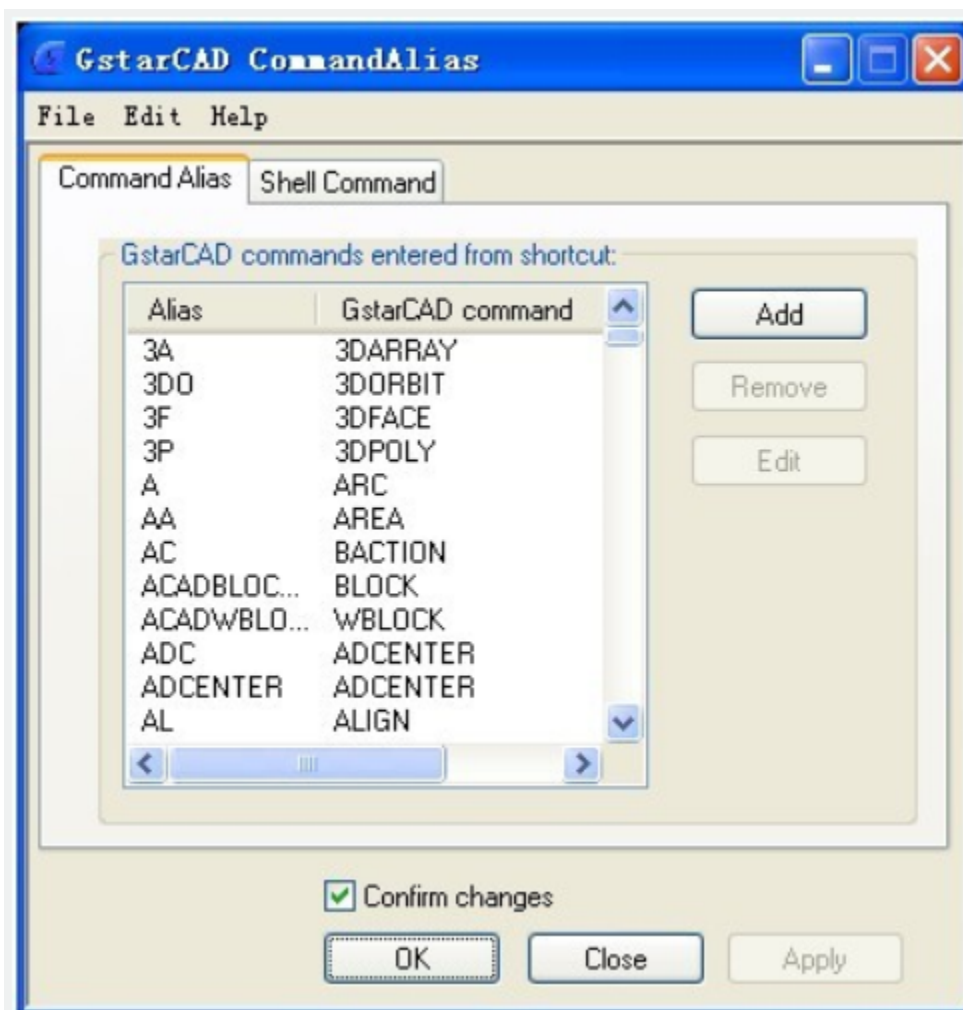 GstarCAD CommandAlias
File Edit Help
Command Alias Shell Command
GstarCAD commands entered from shortcut:
Alias GstarCAD command
3A 3DARRAY
3DO 3DORBIT
3F 3DFACE
3P 3DPOLY
A ARC
AA AREA
AC BACTION
ACADBLOC... BLOCK
ACADWBLO... WBLOCK
ADC ADCENTER
ADCENTER ADCENTER
AL ALIGN
Add
Remove
Edit
Confirm changes
OK Close Apply